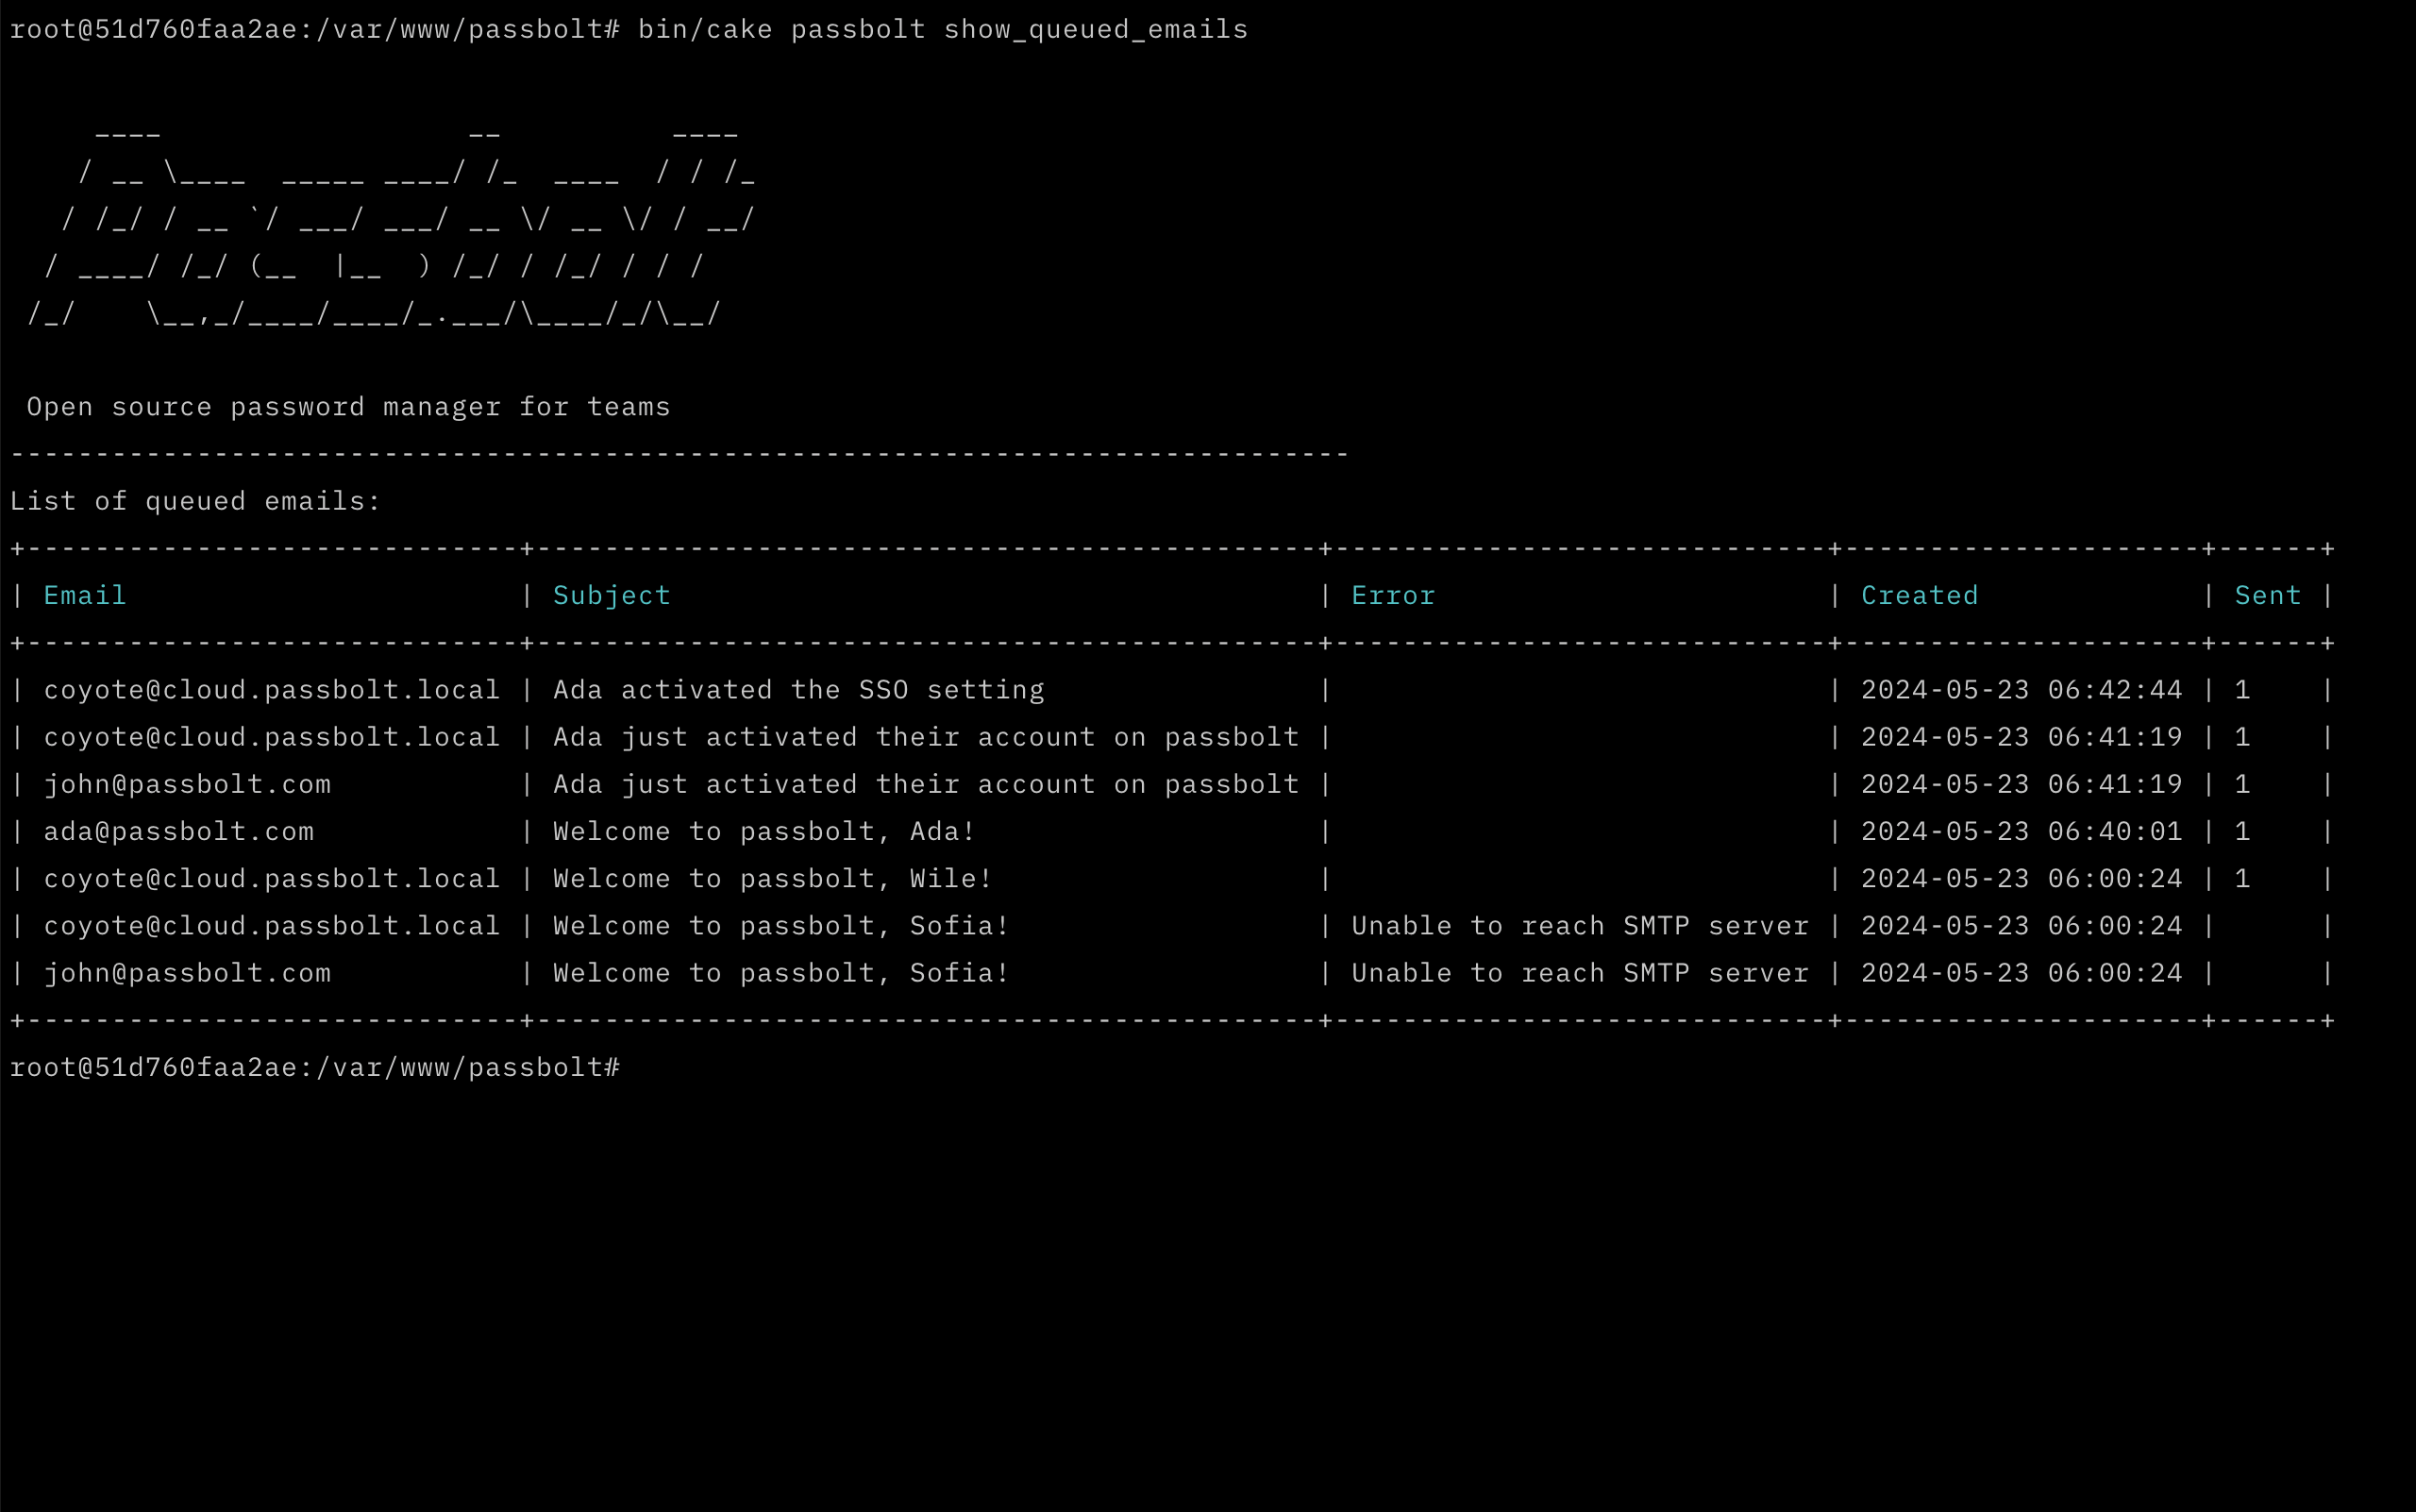 root@51d760faa2ae:/var/www/passbolt# bin/cake passbolt show_queued_emails
     ____                  __          ____
    / __ \____  _____ ____/ /_  ____  / / /_
   / /_/ / __ `/ ___/ ___/ __ \/ __ \/ / __/
  / ____/ /_/ (__  |__  ) /_/ / /_/ / / /
 /_/    \__,_/____/____/_.___/\____/_/\__/
 Open source password manager for teams
-------------------------------------------------------------------------------
List of queued emails:
+-----------------------------+----------------------------------------------+-----------------------------+---------------------+------+
| Email                       | Subject                                      | Error                       | Created             | Sent |
+-----------------------------+----------------------------------------------+-----------------------------+---------------------+------+
| coyote@cloud.passbolt.local | Ada activated the SSO setting                |                             | 2024-05-23 06:42:44 | 1    |
| coyote@cloud.passbolt.local | Ada just activated their account on passbolt |                             | 2024-05-23 06:41:19 | 1    |
| john@passbolt.com           | Ada just activated their account on passbolt |                             | 2024-05-23 06:41:19 | 1    |
| ada@passbolt.com            | Welcome to passbolt, Ada!                    |                             | 2024-05-23 06:40:01 | 1    |
| coyote@cloud.passbolt.local | Welcome to passbolt, Wile!                   |                             | 2024-05-23 06:00:24 | 1    |
| coyote@cloud.passbolt.local | Welcome to passbolt, Sofia!                  | Unable to reach SMTP server | 2024-05-23 06:00:24 |      |
| john@passbolt.com           | Welcome to passbolt, Sofia!                  | Unable to reach SMTP server | 2024-05-23 06:00:24 |      |
+-----------------------------+----------------------------------------------+-----------------------------+---------------------+------+
root@51d760faa2ae:/var/www/passbolt#